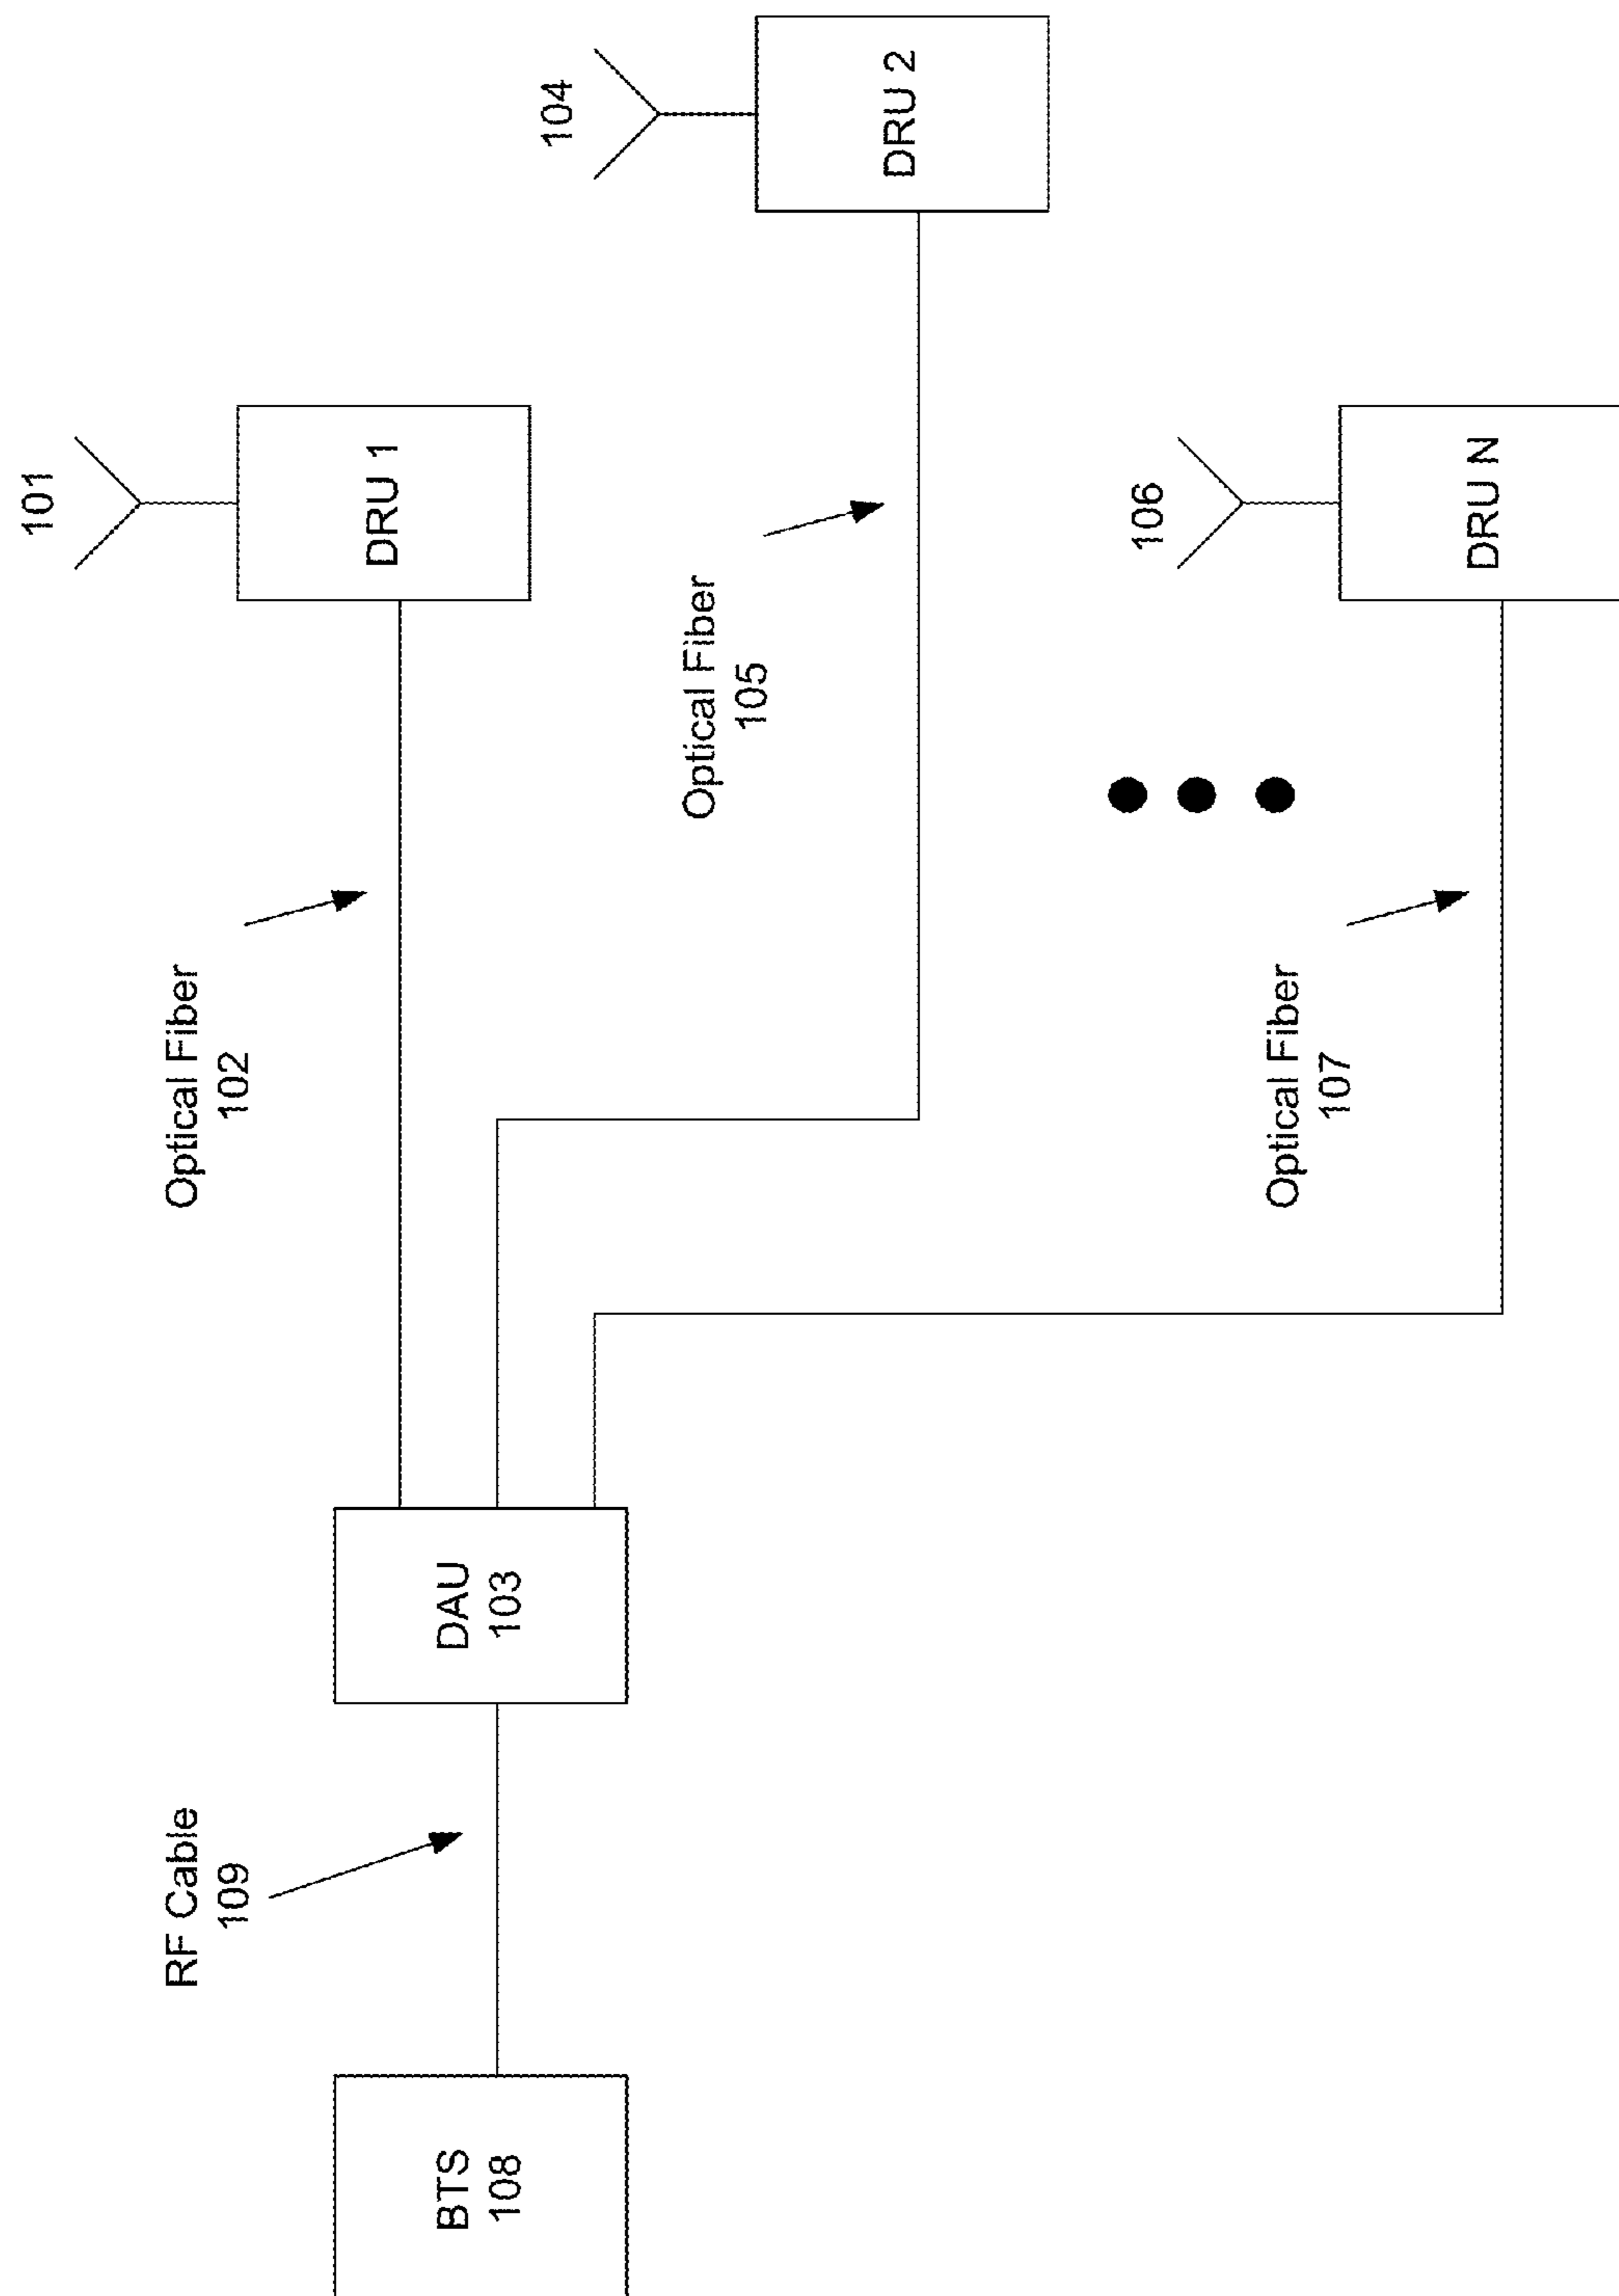 101
DRU 1
104
DRU 2
Optical Fiber
102
Optical Fiber
105
106
DRU N
Optical Fiber
107
RF Cable
109
DAU
103
BTS
108